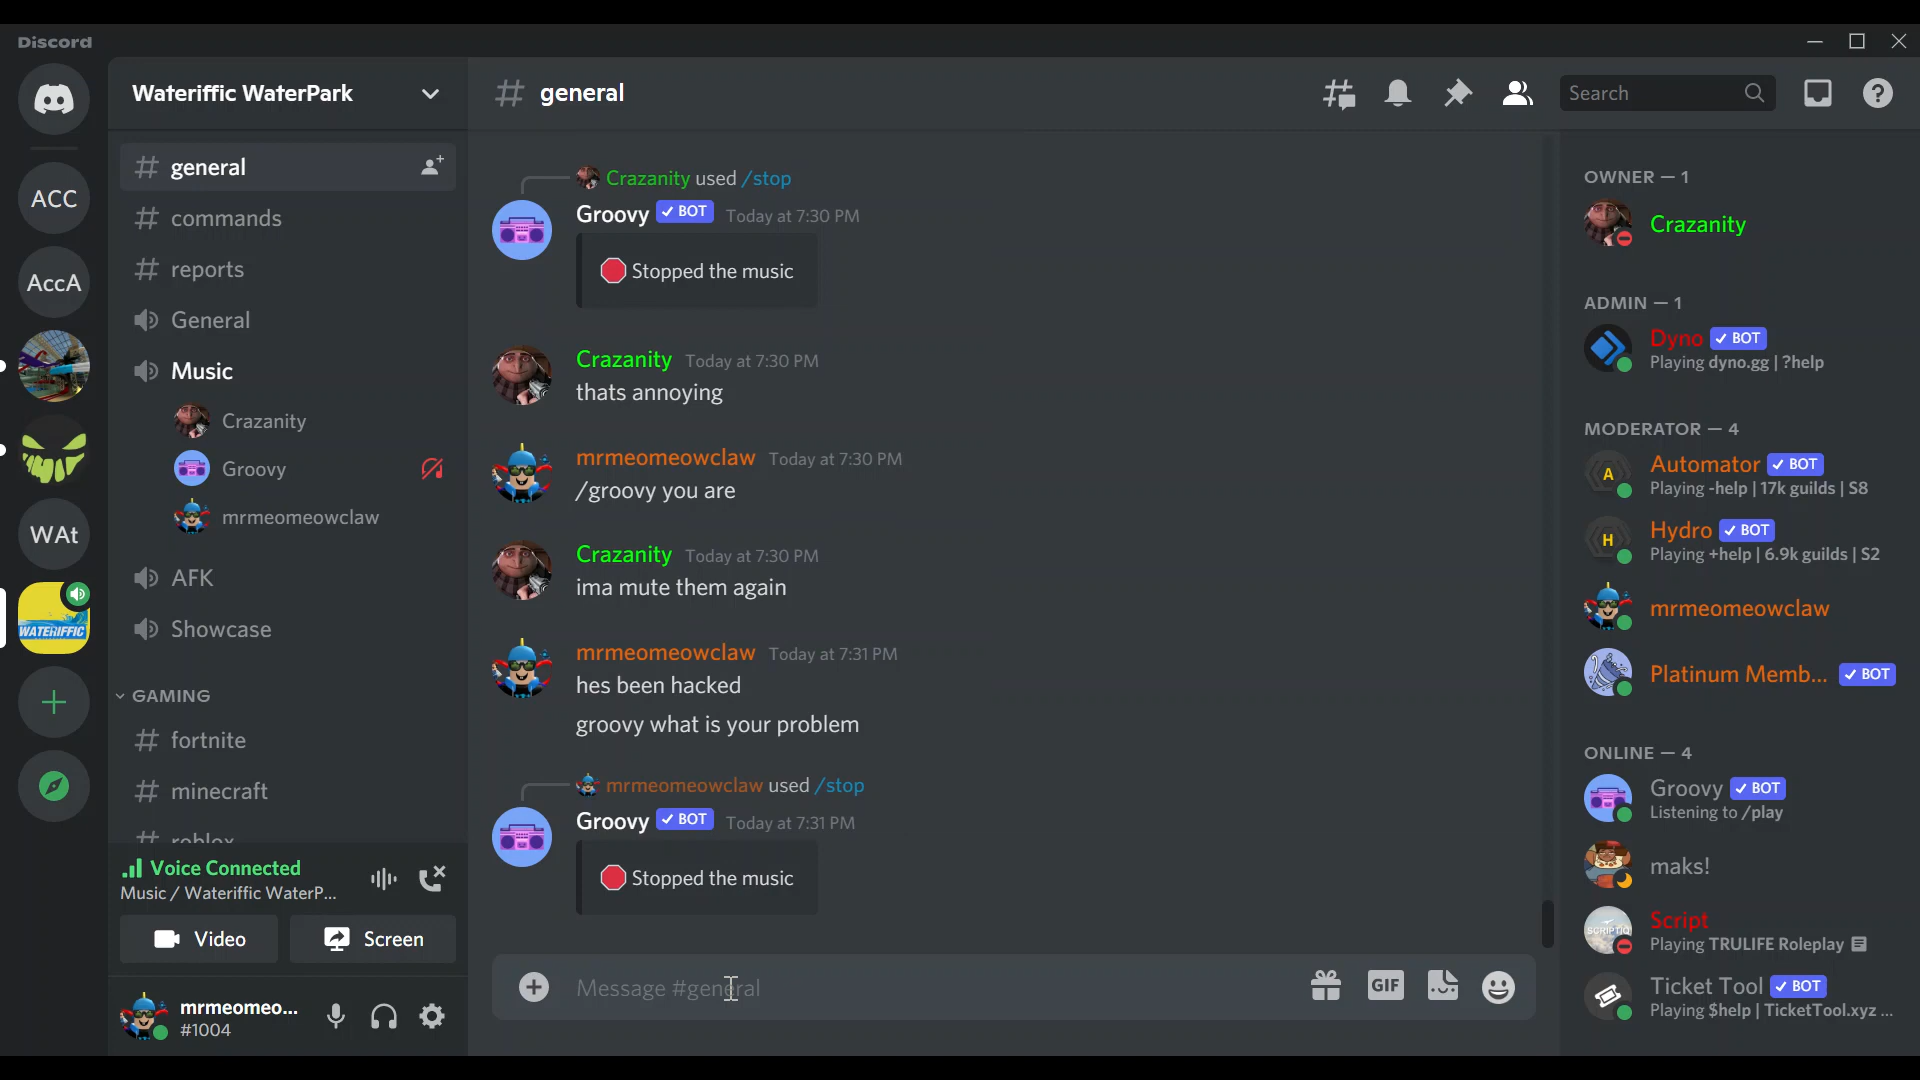 Discord
Wateriffic WaterPark
general
Search
ACC
AccA
WAt
WATERIFFIC
general
commands
reports
General
Music
Crazanity
Groovy
mrmeomeowclaw
AFK
Showcase
GAMING
fortnite
minecraft
roblox
Voice Connected
Music / Wateriffic WaterP...
Video
Screen
mrmeomeo...
#1004
Crazanity used /stop
Groovy ✓ BOT Today at 7:30 PM
Stopped the music
Crazanity Today at 7:30 PM
thats annoying
mrmeomeowclaw Today at 7:30 PM
/groovy you are
Crazanity Today at 7:30 PM
ima mute them again
mrmeomeowclaw Today at 7:31 PM
hes been hacked
groovy what is your problem
mrmeomeowclaw used /stop
Groovy ✓ BOT Today at 7:31 PM
Stopped the music
Message #general
GIF
OWNER — 1
Crazanity
ADMIN — 1
Dyno ✓ BOT
Playing dyno.gg | ?help
MODERATOR — 4
A
Automator ✓ BOT
Playing -help | 17k guilds | S8
H
Hydro ✓ BOT
Playing +help | 6.9k guilds | S2
mrmeomeowclaw
Platinum Memb... ✓ BOT
ONLINE — 4
Groovy ✓ BOT
Listening to /play
maks!
Script
Playing TRULIFE Roleplay
Ticket Tool ✓ BOT
Playing $help | TicketTool.xyz ...